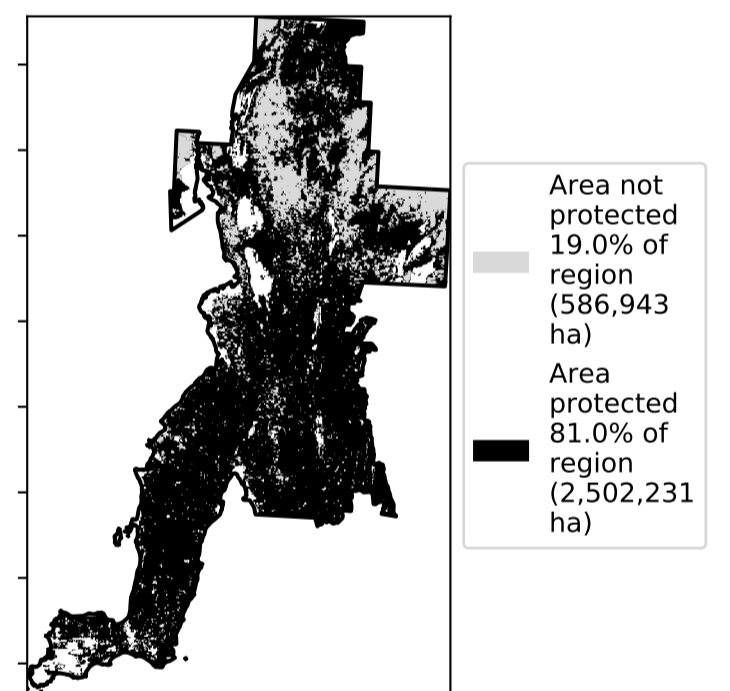 Area not
protected
19.0% of
region
(586,943
ha)
Area
protected
81.0% of
region
(2,502,231
ha)